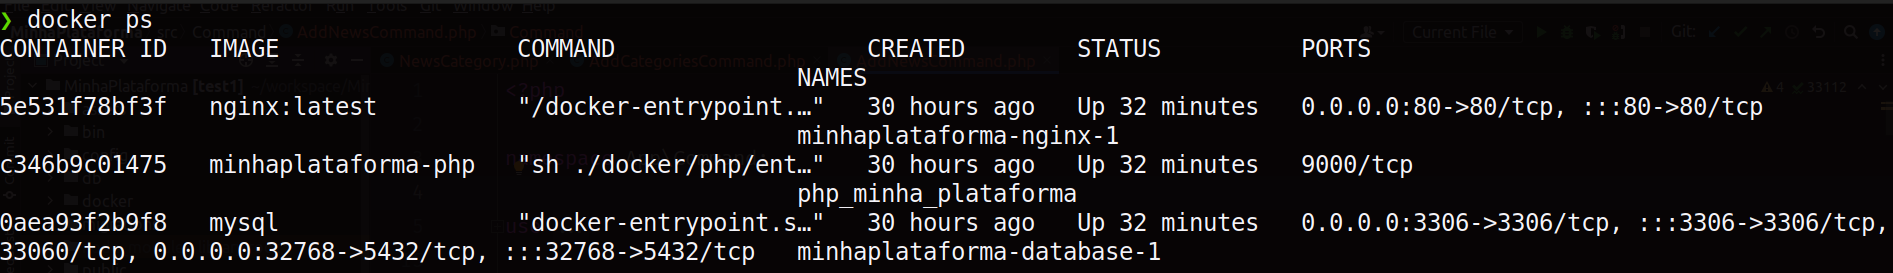 ❯ docker ps
CONTAINER ID   IMAGE                 COMMAND                  CREATED        STATUS          PORTS
NAMES
5e531f78bf3f   nginx:latest          "/docker-entrypoint.…"   30 hours ago   Up 32 minutes   0.0.0.0:80->80/tcp, :::80->80/tcp
minhaplataforma-nginx-1
c346b9c01475   minhaplataforma-php   "sh ./docker/php/ent…"   30 hours ago   Up 32 minutes   9000/tcp
php_minha_plataforma
0aea93f2b9f8   mysql                 "docker-entrypoint.s…"   30 hours ago   Up 32 minutes   0.0.0.0:3306->3306/tcp, :::3306->3306/tcp,
33060/tcp, 0.0.0.0:32768->5432/tcp, :::32768->5432/tcp   minhaplataforma-database-1